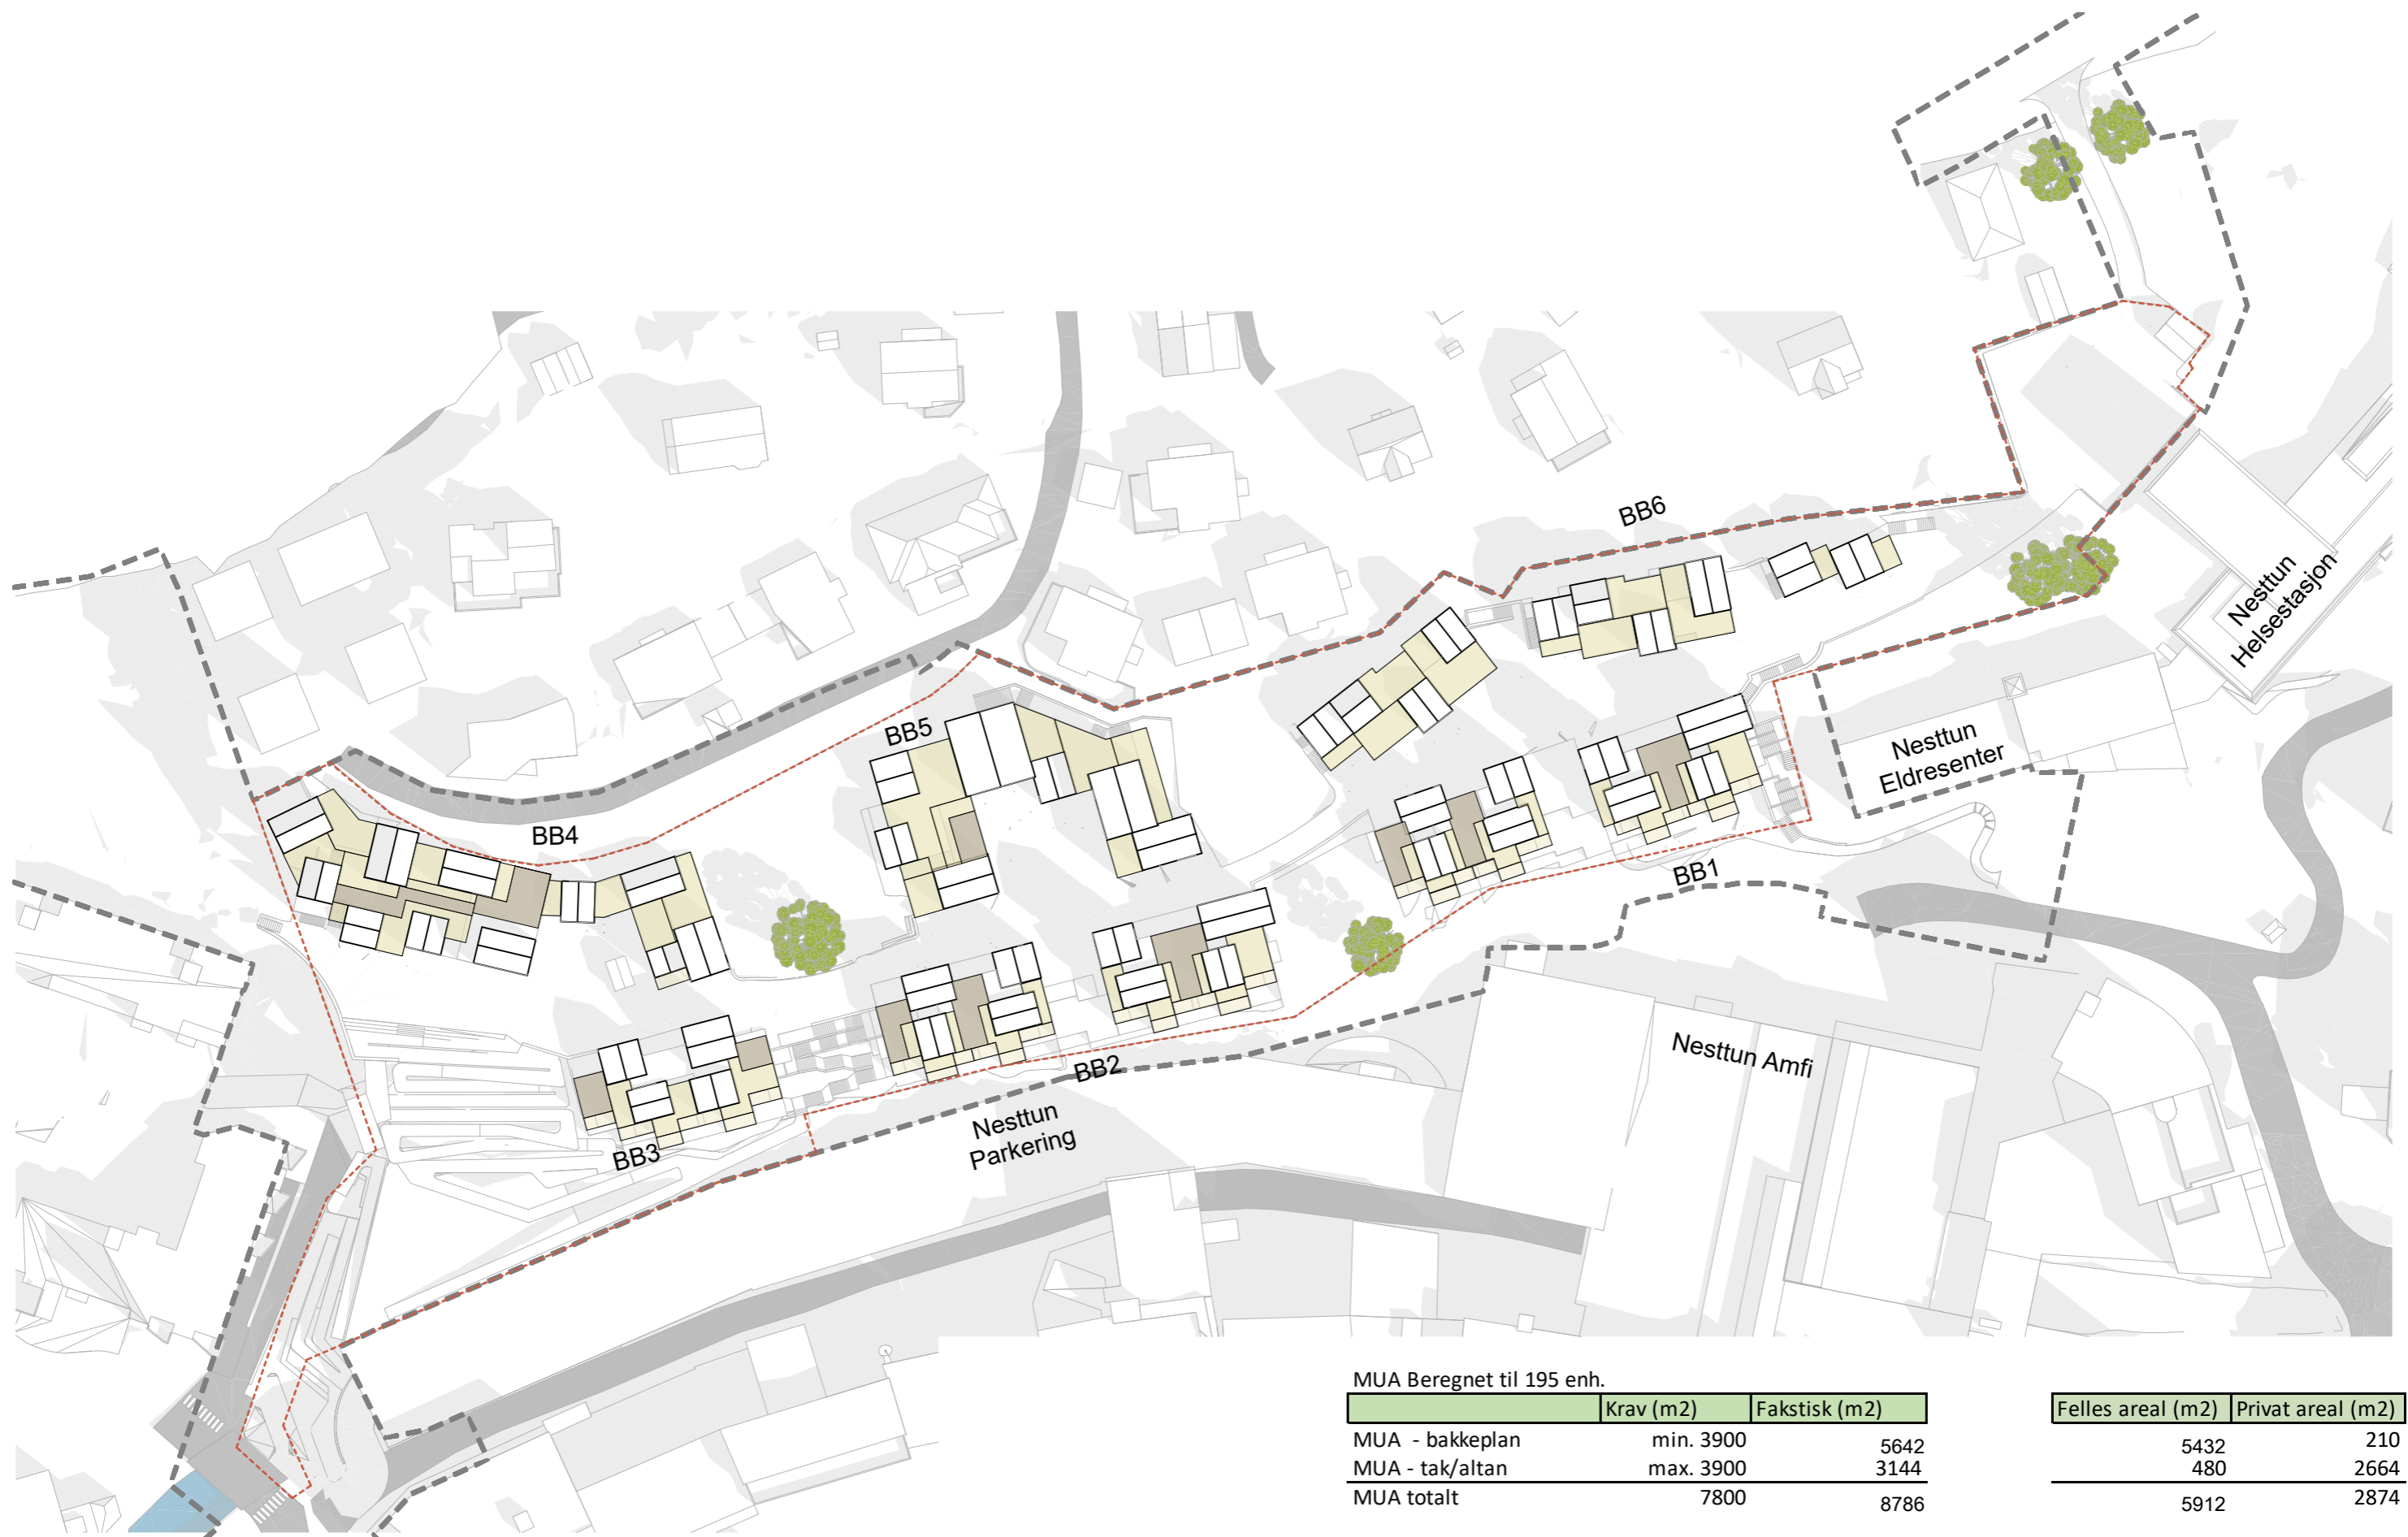 BB6
Nesttun
Helsestasjon
BB5
Nesttun
Eldresenter
BB4
BB1
Nesttun Amfi
BB2
Nesttun
Parkering
BB3
MUA Beregnet til 195 enh.
Krav (m2) Fakstisk (m2) Felles areal (m2) Privat areal (m2)
MUA - bakkeplan min. 3900 5642 5432 210
MUA - tak/altan max. 3900 3144 480 2664
MUA totalt 7800 8786 5912 2874